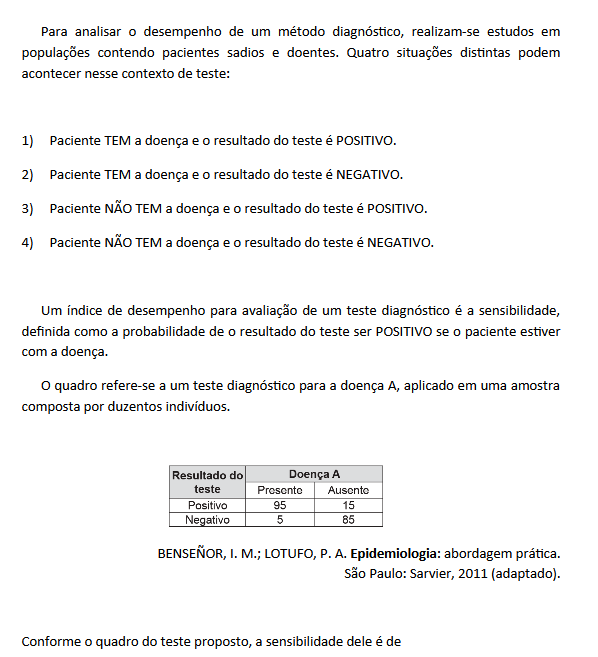 Para analisar o desempenho de um método diagnóstico, realizam-se estudos em
populações contendo pacientes sadios e doentes. Quatro situações distintas podem
acontecer nesse contexto de teste:
1) Paciente TEM a doença e o resultado do teste é POSITIVO.
2) Paciente TEM a doença e o resultado do teste é NEGATIVO.
3) Paciente NÃO TEM a doença e o resultado do teste é POSITIVO.
4) Paciente NÃO TEM a doença e o resultado do teste é NEGATIVO.
Um índice de desempenho para avaliação de um teste diagnóstico é a sensibilidade,
definida como a probabilidade de o resultado do teste ser POSITIVO se o paciente estiver
com a doença.
O quadro refere-se a um teste diagnóstico para a doença A, aplicado em uma amostra
composta por duzentos indivíduos.
Resultado do teste Doença A
Presente Ausente
Positivo 95 15
Negativo 5 85
BENSEÑOR, I. M.; LOTUFO, P. A. Epidemiologia: abordagem prática.
São Paulo: Sarvier, 2011 (adaptado).
Conforme o quadro do teste proposto, a sensibilidade dele é de